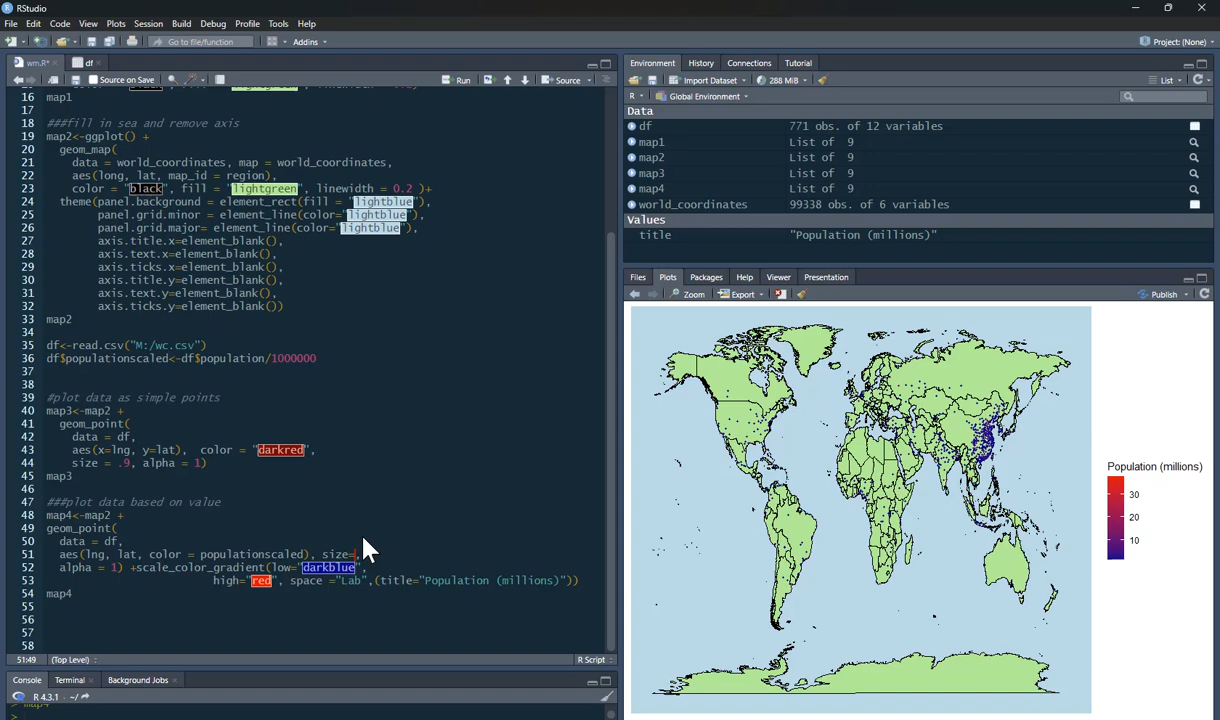 RStudio
File Edit Code View Plots Session Build Debug Profile Tools Help
Go to file/function Addins Project: (None)
wm.R* df
Source on Save Run Source
16 map1
17
18 ###fill in sea and remove axis
19 map2<-ggplot() +
20 geom_map(
21 data = world_coordinates, map = world_coordinates,
22 aes(long, lat, map_id = region),
23 color = "black", fill = "lightgreen", linewidth = 0.2 )+
24 theme(panel.background = element_rect(fill = "lightblue"),
25 panel.grid.minor = element_line(color="lightblue"),
26 panel.grid.major= element_line(color="lightblue"),
27 axis.title.x=element_blank(),
28 axis.text.x=element_blank(),
29 axis.ticks.x=element_blank(),
30 axis.title.y=element_blank(),
31 axis.text.y=element_blank(),
32 axis.ticks.y=element_blank())
33 map2
34
35 df<-read.csv("M:/wc.csv")
36 df$populationscaled<-df$population/1000000
37
38
39 #plot data as simple points
40 map3<-map2 +
41 geom_point(
42 data = df,
43 aes(x=lng, y=lat), color = "darkred",
44 size = .9, alpha = 1)
45 map3
46
47 ###plot data based on value
48 map4<-map2 +
49 geom_point(
50 data = df,
51 aes(lng, lat, color = populationscaled), size=,
52 alpha = 1) +scale_color_gradient(low="darkblue",
53 high="red", space ="Lab",(title="Population (millions)"))
54 map4
55
56
57
58
51:49 (Top Level) R Script
Console Terminal Background Jobs
R 4.3.1 · ~/
> map4
>
Environment History Connections Tutorial
Import Dataset 288 MiB List
R Global Environment
Data
df 771 obs. of 12 variables
map1 List of 9
map2 List of 9
map3 List of 9
map4 List of 9
world_coordinates 99338 obs. of 6 variables
Values
title "Population (millions)"
Files Plots Packages Help Viewer Presentation
Zoom Export Publish
Population (millions)
30
20
10